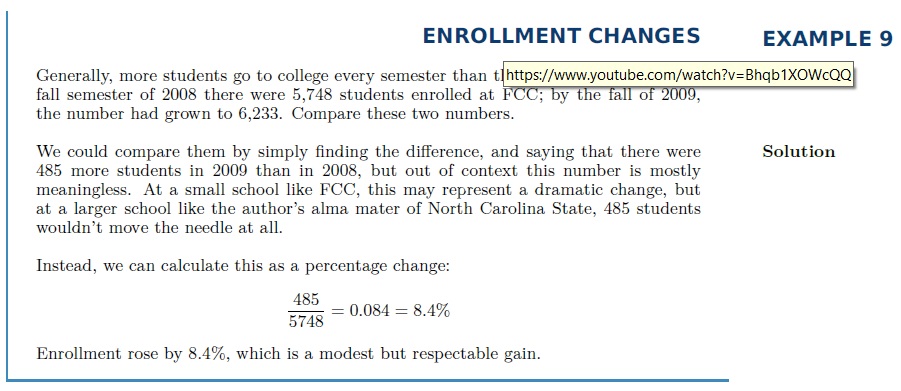 ENROLLMENT CHANGES
EXAMPLE 9
Generally, more students go to college every semester than
https://www.youtube.com/watch?v=Bhqb1XOWcQQ
fall semester of 2008 there were 5,748 students enrolled at FCC; by the fall of 2009,
the number had grown to 6,233. Compare these two numbers.
Solution
We could compare them by simply finding the difference, and saying that there were
485 more students in 2009 than in 2008, but out of context this number is mostly
meaningless. At a small school like FCC, this may represent a dramatic change, but
at a larger school like the author's alma mater of North Carolina State, 485 students
wouldn't move the needle at all.
Instead, we can calculate this as a percentage change:
485
5748
= 0.084 = 8.4%
Enrollment rose by 8.4%, which is a modest but respectable gain.